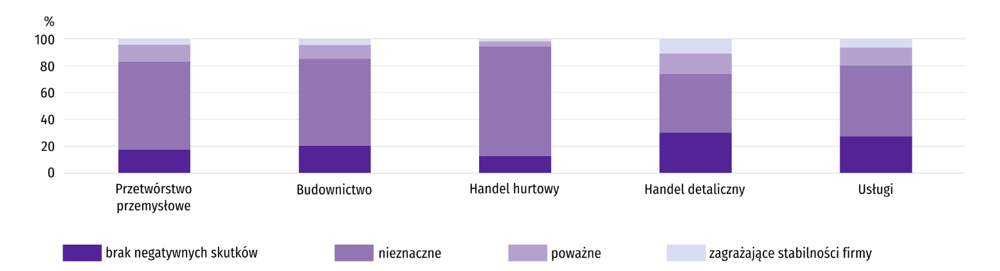 %
100
80
60
40
20
0
Przetwórstwo
przemysłowe
Budownictwo
Handel hurtowy
Handel detaliczny
Usługi
brak negatywnych skutków
nieznaczne
poważne
zagrażające stabilności firmy